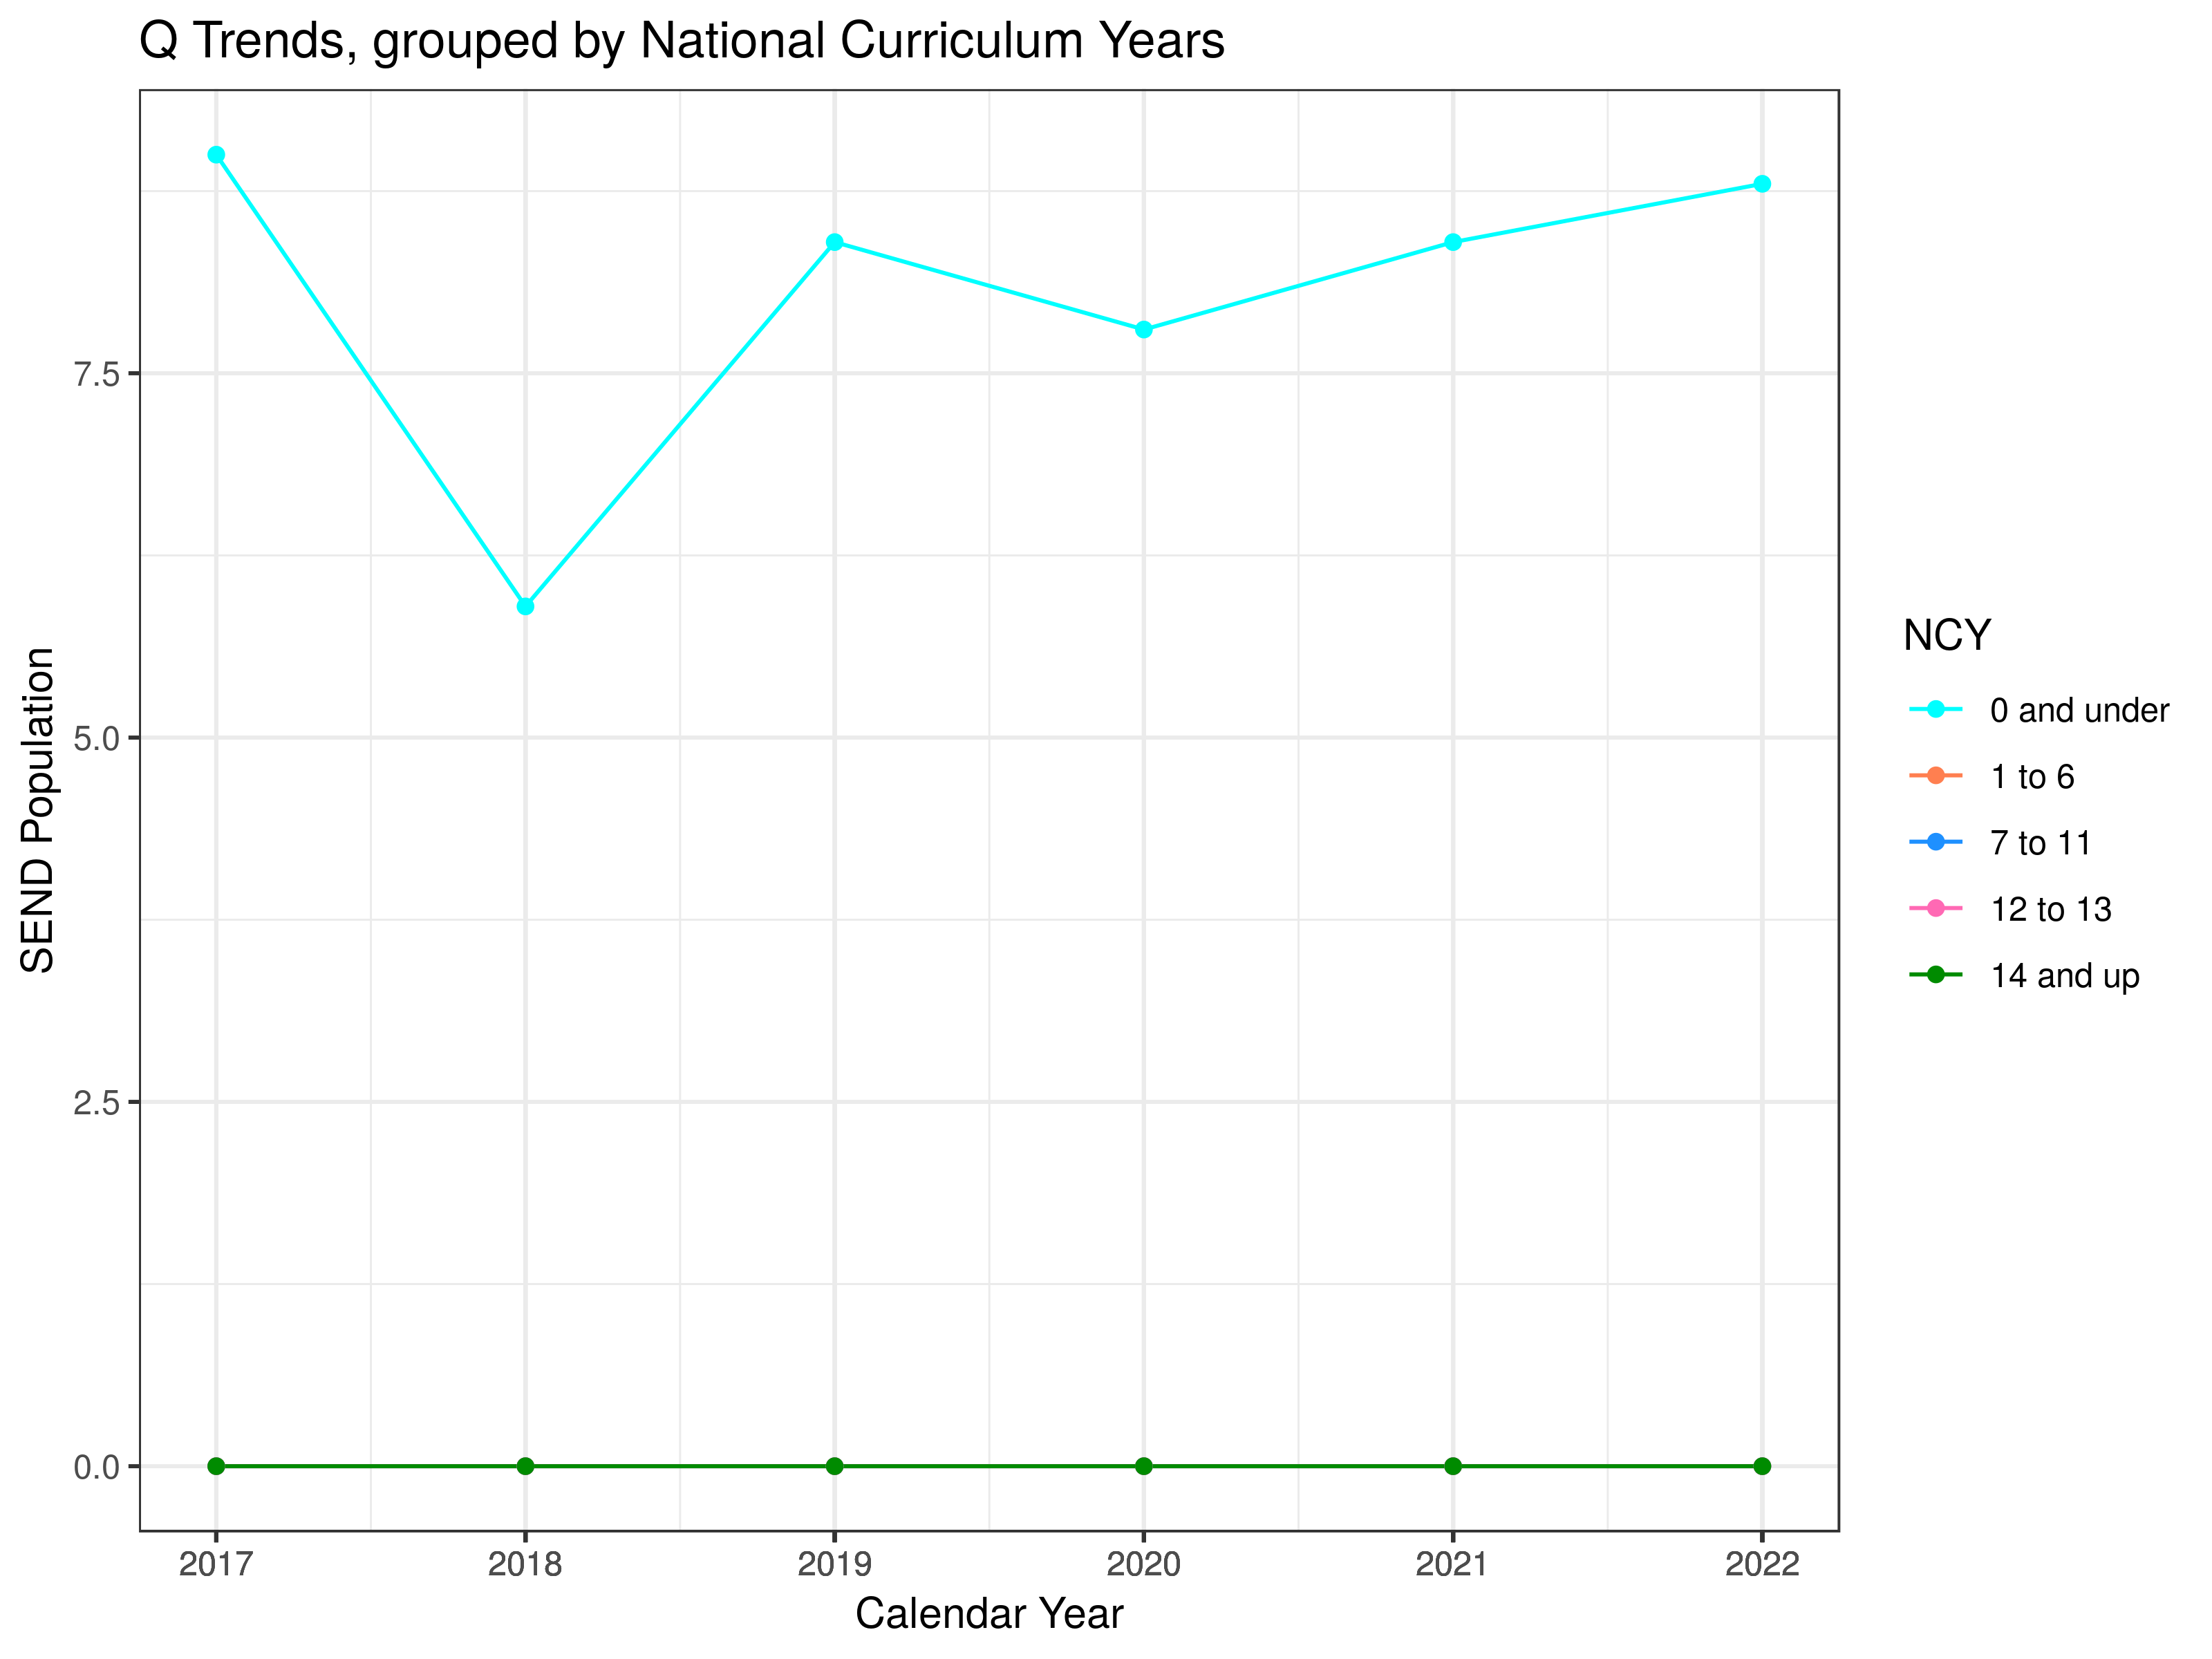 Q Trends, grouped by National Curriculum Years
SEND Population
7.5
5.0
2.5
0.0
2017 2018 2019 2020 2021 2022
Calendar Year
NCY
0 and under
1 to 6
7 to 11
12 to 13
14 and up